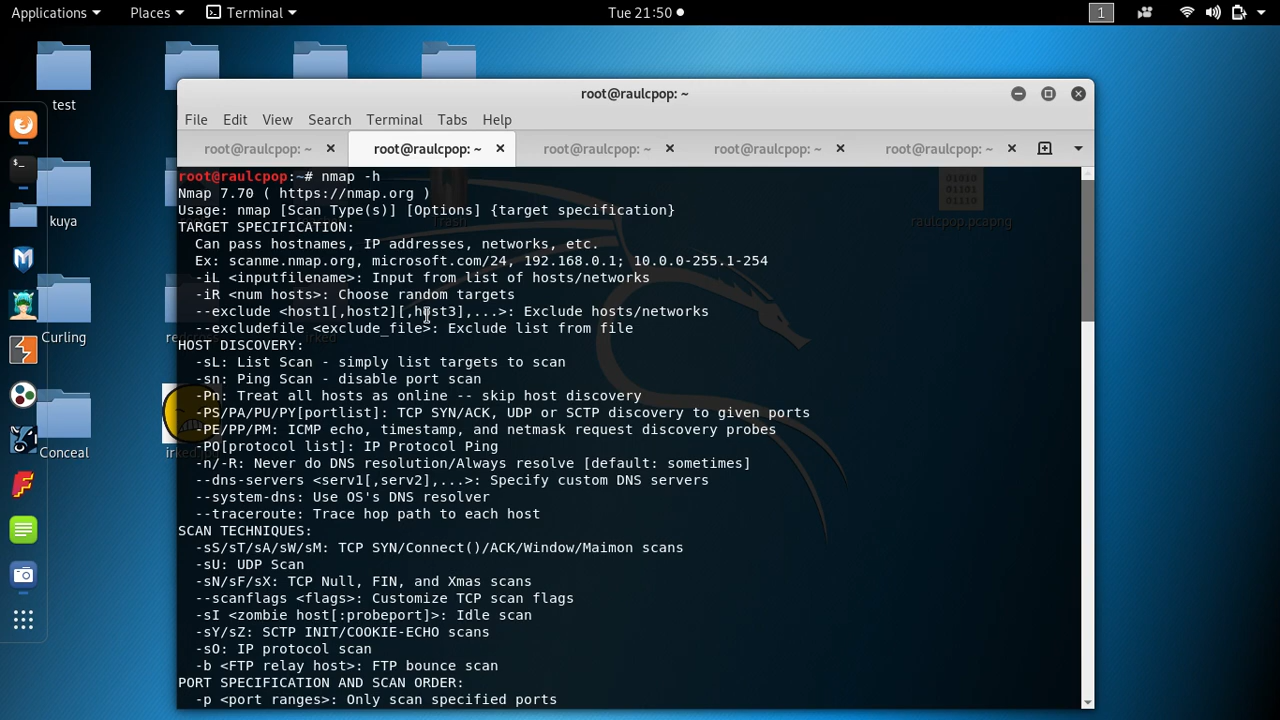 Applications Places Terminal Tue 21:50 1
test
root@raulcpop: ~
File Edit View Search Terminal Tabs Help
root@raulcpop: ~ root@raulcpop: ~ root@raulcpop: ~ root@raulcpop: ~ root@raulcpop: ~
root@raulcpop:~# nmap -h
Nmap 7.70 ( https://nmap.org )
Usage: nmap [Scan Type(s)] [Options] {target specification}
TARGET SPECIFICATION:
Can pass hostnames, IP addresses, networks, etc.
Ex: scanme.nmap.org, microsoft.com/24, 192.168.0.1; 10.0.0-255.1-254
-iL <inputfilename>: Input from list of hosts/networks
-iR <num hosts>: Choose random targets
--exclude <host1[,host2][,host3],...>: Exclude hosts/networks
--excludefile <exclude_file>: Exclude list from file
HOST DISCOVERY:
-sL: List Scan - simply list targets to scan
-sn: Ping Scan - disable port scan
-Pn: Treat all hosts as online -- skip host discovery
-PS/PA/PU/PY[portlist]: TCP SYN/ACK, UDP or SCTP discovery to given ports
-PE/PP/PM: ICMP echo, timestamp, and netmask request discovery probes
-PO[protocol list]: IP Protocol Ping
-n/-R: Never do DNS resolution/Always resolve [default: sometimes]
--dns-servers <serv1[,serv2],...>: Specify custom DNS servers
--system-dns: Use OS's DNS resolver
--traceroute: Trace hop path to each host
SCAN TECHNIQUES:
-sS/sT/sA/sW/sM: TCP SYN/Connect()/ACK/Window/Maimon scans
-sU: UDP Scan
-sN/sF/sX: TCP Null, FIN, and Xmas scans
--scanflags <flags>: Customize TCP scan flags
-sI <zombie host[:probeport]>: Idle scan
-sY/sZ: SCTP INIT/COOKIE-ECHO scans
-sO: IP protocol scan
-b <FTP relay host>: FTP bounce scan
PORT SPECIFICATION AND SCAN ORDER:
-p <port ranges>: Only scan specified ports
kuya
Curling
Conceal
irked.jpg
irked
Trash
raulcpop.pcapng